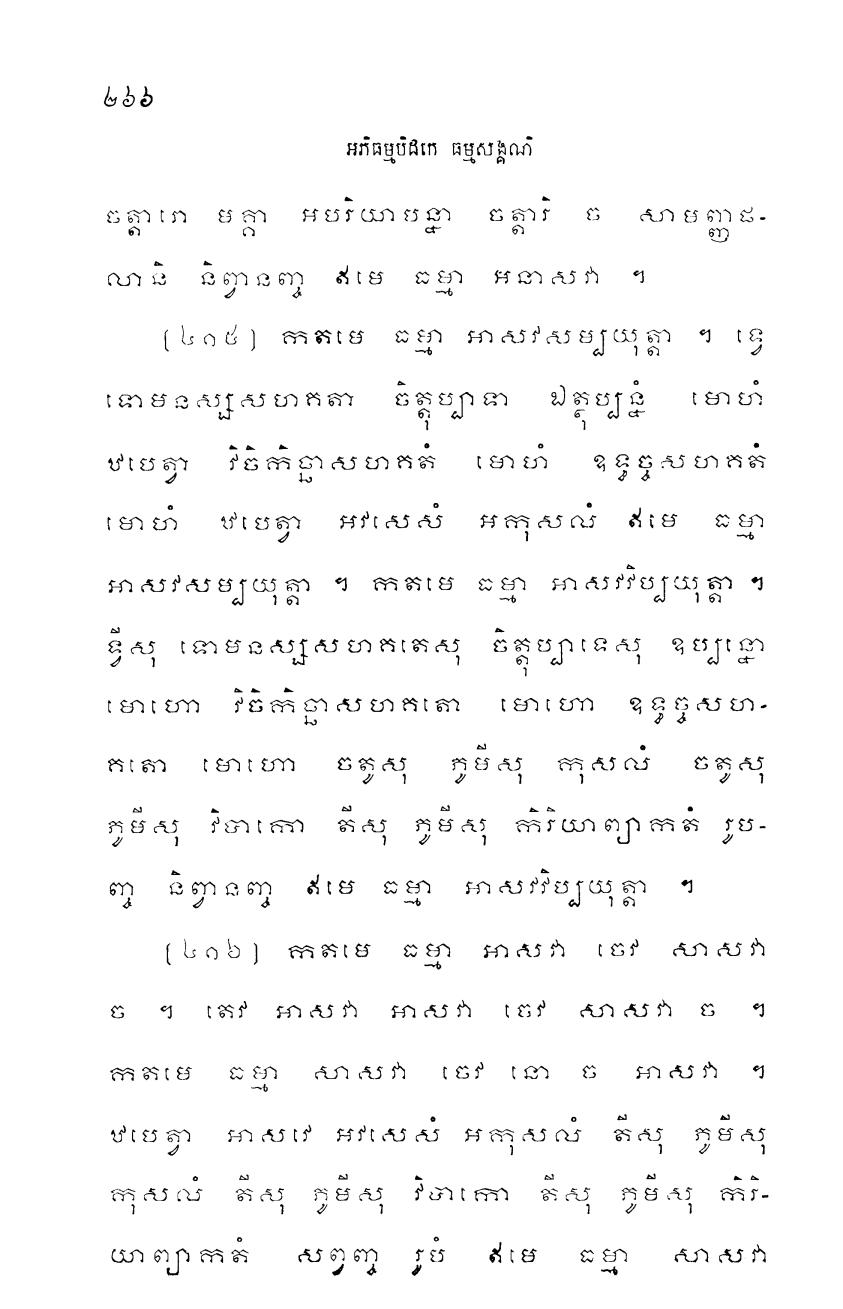 ២៦៦
អភិធម្មបិដកេ ធម្មសង្គណិ
ចត្តារោ មគ្គា អបរិយាបន្នា ចត្តារិ ច សាមញ្ញផ-
លានិ និព្វានញ្ច ឥមេ ធម្មា អនាសវា ។
(៤១៥) កតមេ ធម្មា អាសវសម្បយុត្តា ។ ទ្វេ
ទោមនស្សសហគតា ចិត្តុប្បាទា ឯត្ថុប្បន្នំ មោហំ
ឋបេត្វា វិចិកិច្ឆាសហគតំ មោហំ ឧទ្ធច្ចសហគតំ
មោហំ ឋបេត្វា អវសេសំ អកុសលំ ឥមេ ធម្មា
អាសវសម្បយុត្តា ។ កតមេ ធម្មា អាសវវិប្បយុត្តា ។
ទ្វីសុ ទោមនស្សសហគតេសុ ចិត្តុប្បាទេសុ ឧប្បន្នោ
មោហោ វិចិកិច្ឆាសហគតោ មោហោ ឧទ្ធច្ចសហ-
គតោ មោហោ ចតូសុ ភូមីសុ កុសលំ ចតូសុ
ភូមីសុ វិបាកោ តីសុ ភូមីសុ កិរិយាព្យាកតំ រូប-
ញ្ច និព្វានញ្ច ឥមេ ធម្មា អាសវវិប្បយុត្តា ។
(៤១៦) កតមេ ធម្មា អាសវា ចេវ សាសវា
ច ។ តេវ អាសវា អាសវា ចេវ សាសវា ច ។
កតមេ ធម្មា សាសវា ចេវ នោ ច អាសវា ។
ឋបេត្វា អាសវេ អវសេសំ អកុសលំ តីសុ ភូមីសុ
កុសលំ តីសុ ភូមីសុ វិបាកោ តីសុ ភូមីសុ កិរិ-
យាព្យាកតំ សព្វញ្ច រូបំ ឥមេ ធម្មា សាសវា